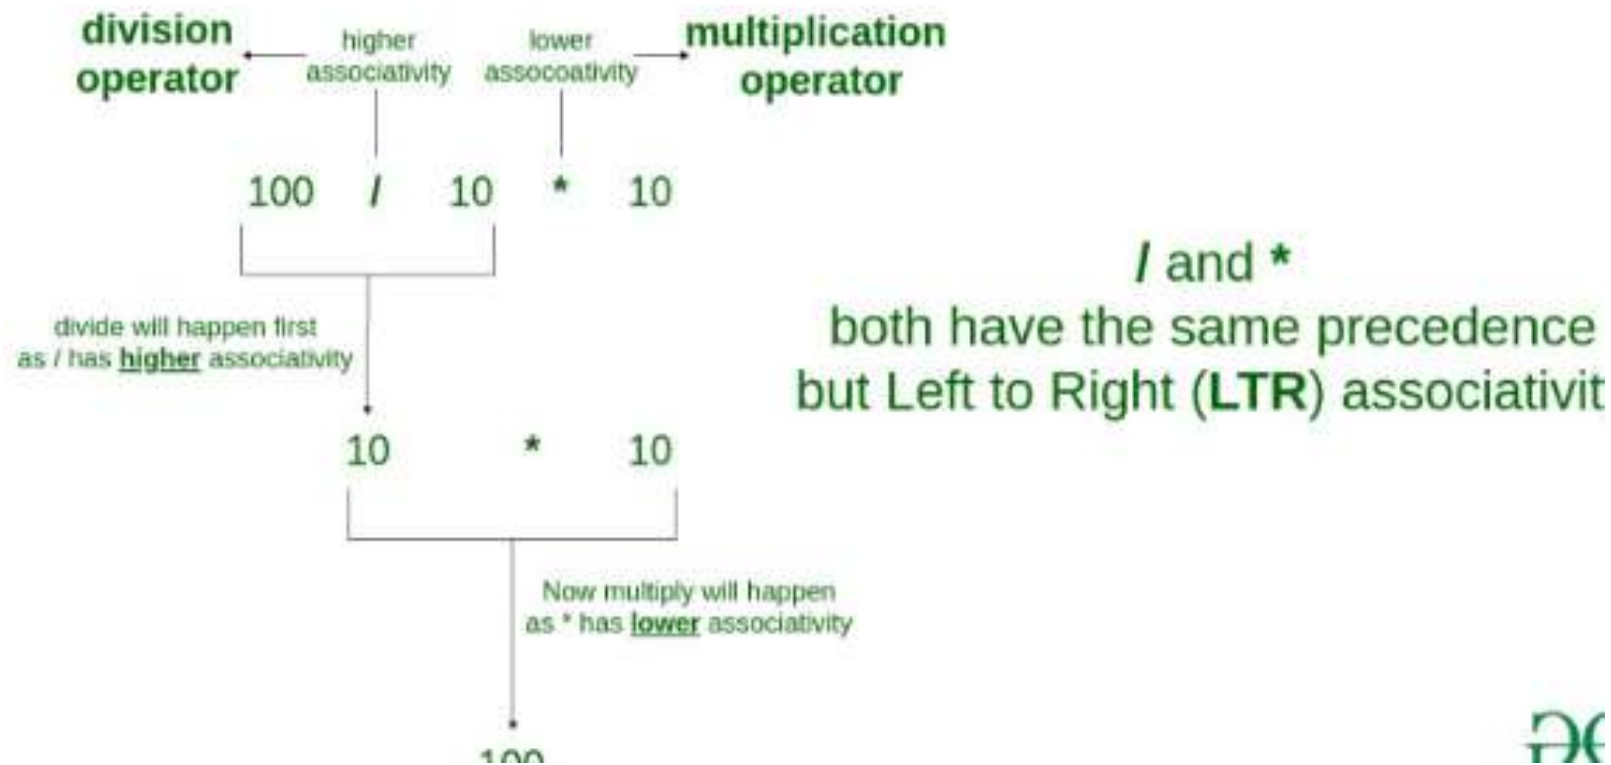 division
operator
higher
associativity
lower
assocoativity
multiplication
operator
100 / 10 * 10
/ and *
both have the same precedence
but Left to Right (LTR) associativit
divide will happen first
as / has higher associativity
10 * 10
Now multiply will happen
as * has lower associativity
100